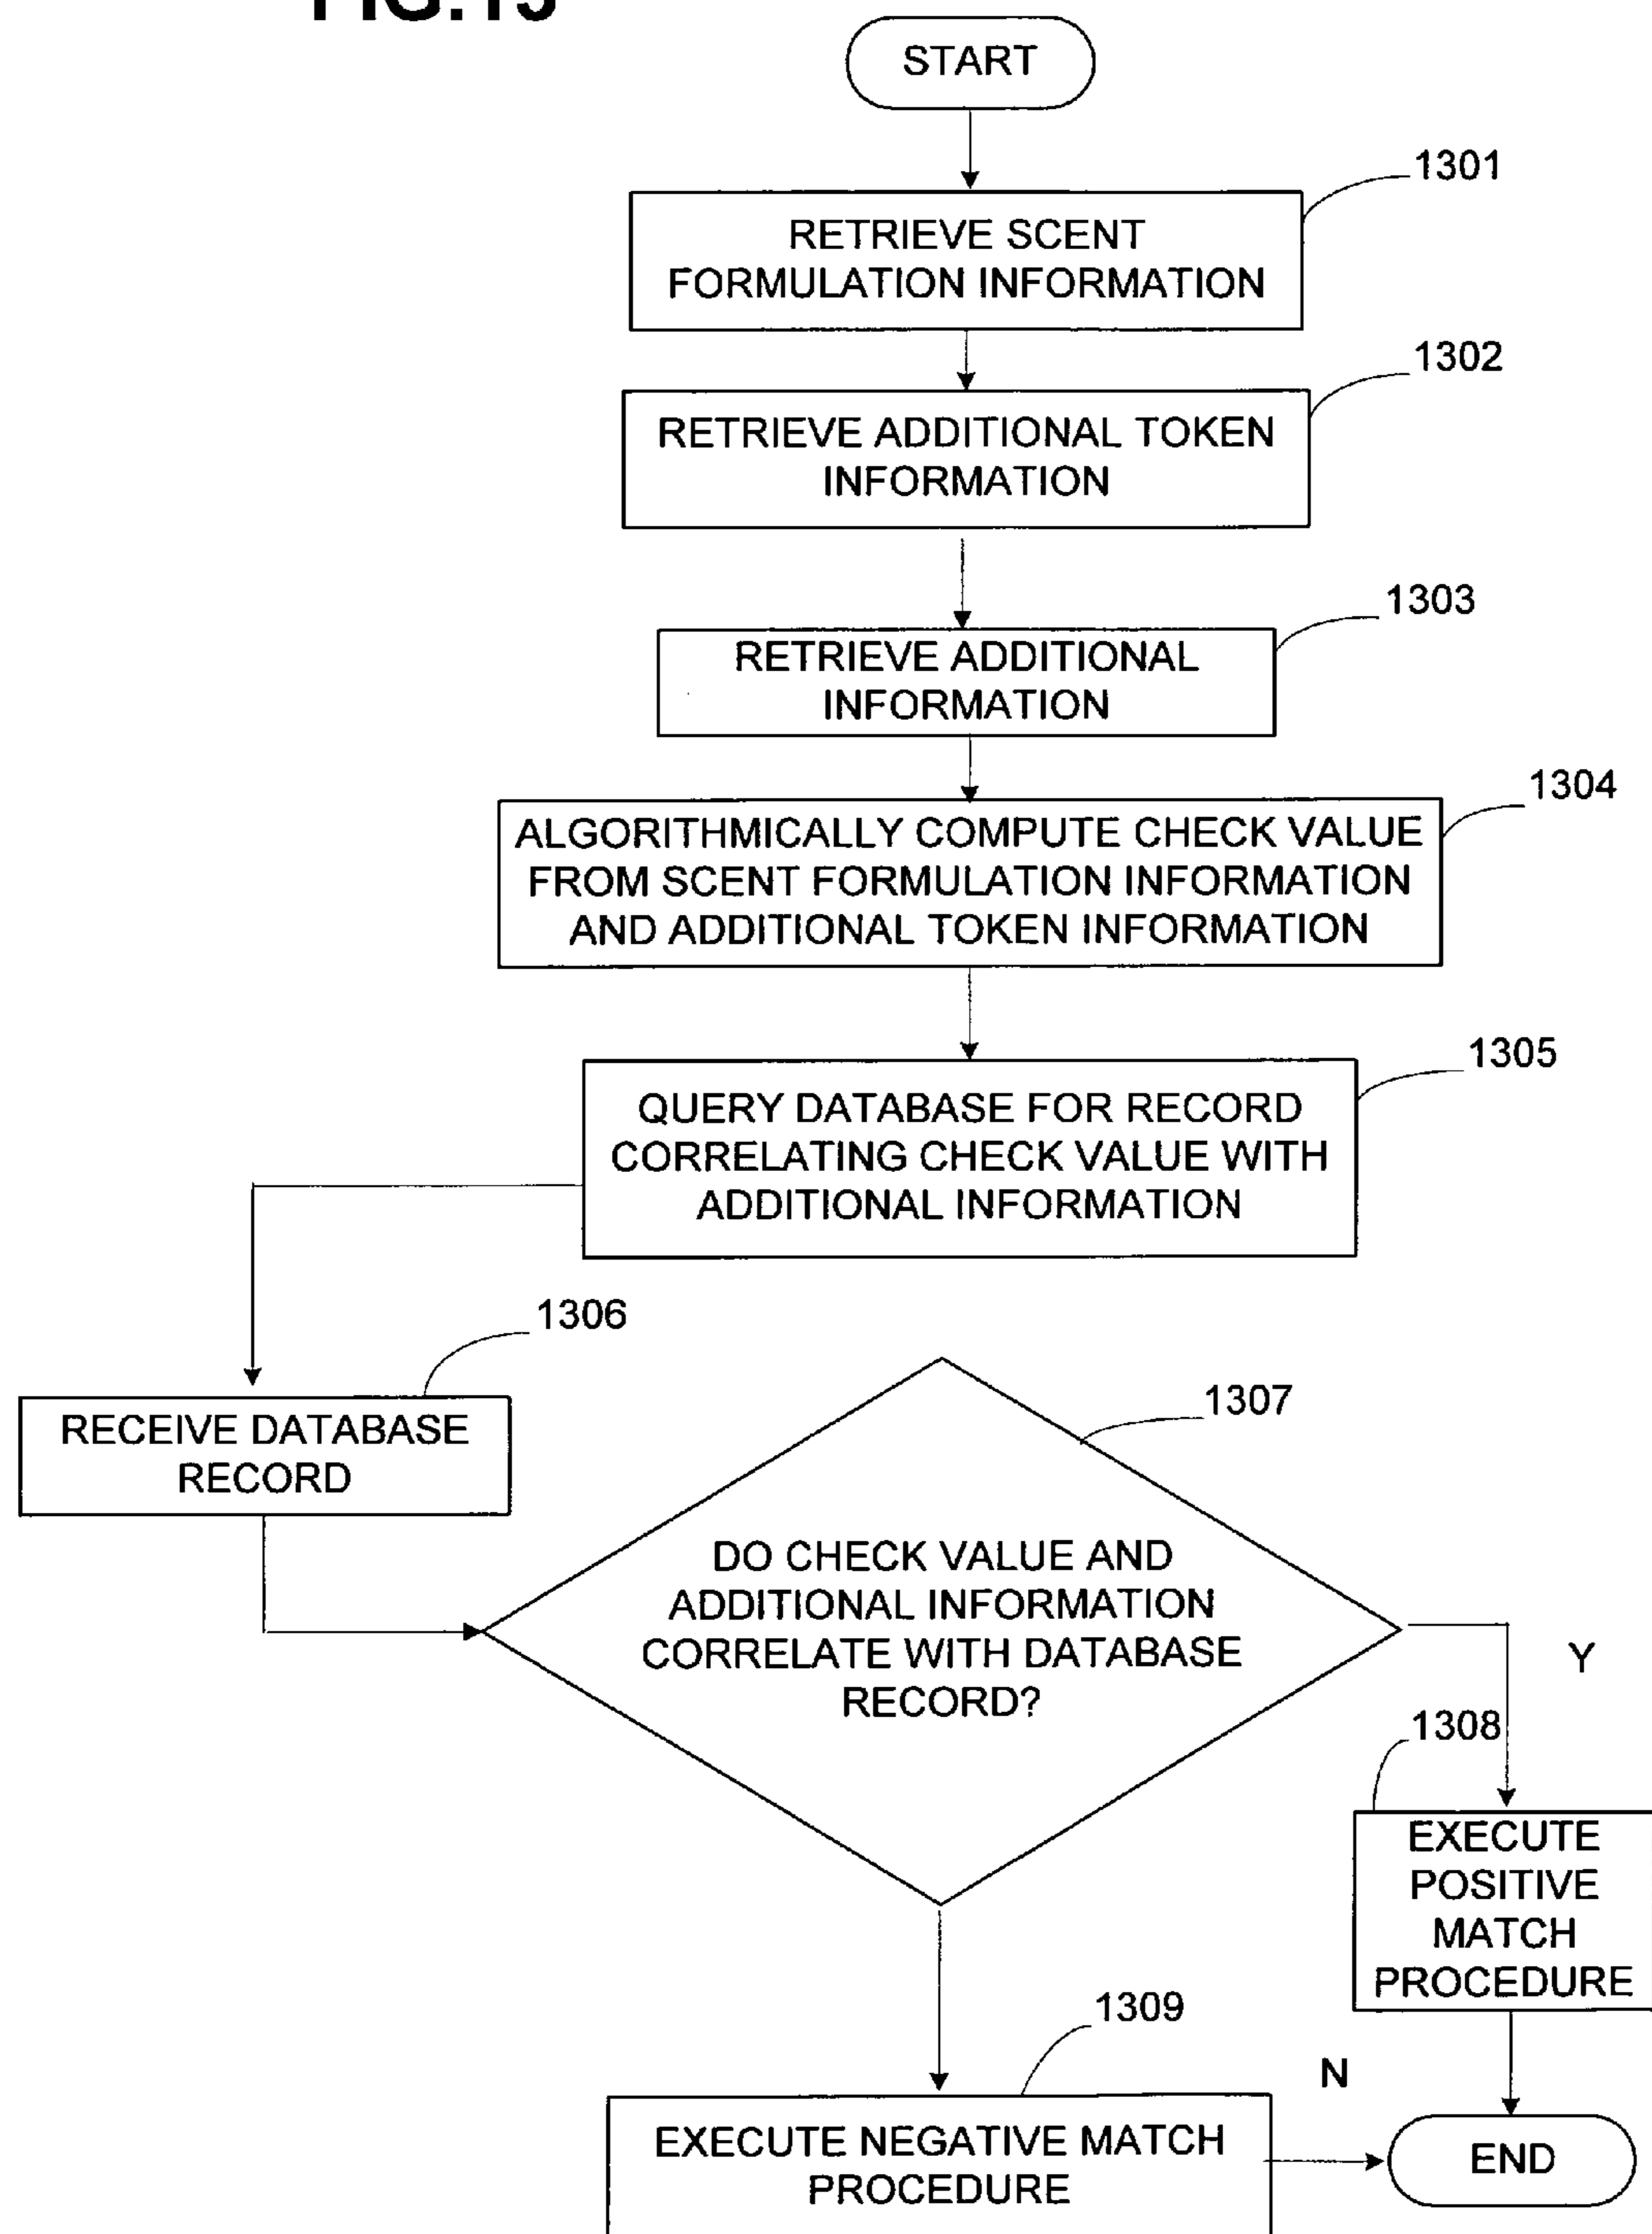 START
1301
RETRIEVE SCENT
FORMULATION INFORMATION
1302
RETRIEVE ADDITIONAL TOKEN
INFORMATION
1303
RETRIEVE ADDITIONAL
INFORMATION
1304
ALGORITHMICALLY COMPUTE CHECK VALUE
FROM SCENT FORMULATION INFORMATION
AND ADDITIONAL TOKEN INFORMATION
1305
QUERY DATABASE FOR RECORD
CORRELATING CHECK VALUE WITH
ADDITIONAL INFORMATION
1306
RECEIVE DATABASE
RECORD
1307
DO CHECK VALUE AND
ADDITIONAL INFORMATION
CORRELATE WITH DATABASE
RECORD?
Y
1308
EXECUTE
POSITIVE
MATCH
PROCEDURE
1309
N
EXECUTE NEGATIVE MATCH
PROCEDURE
END